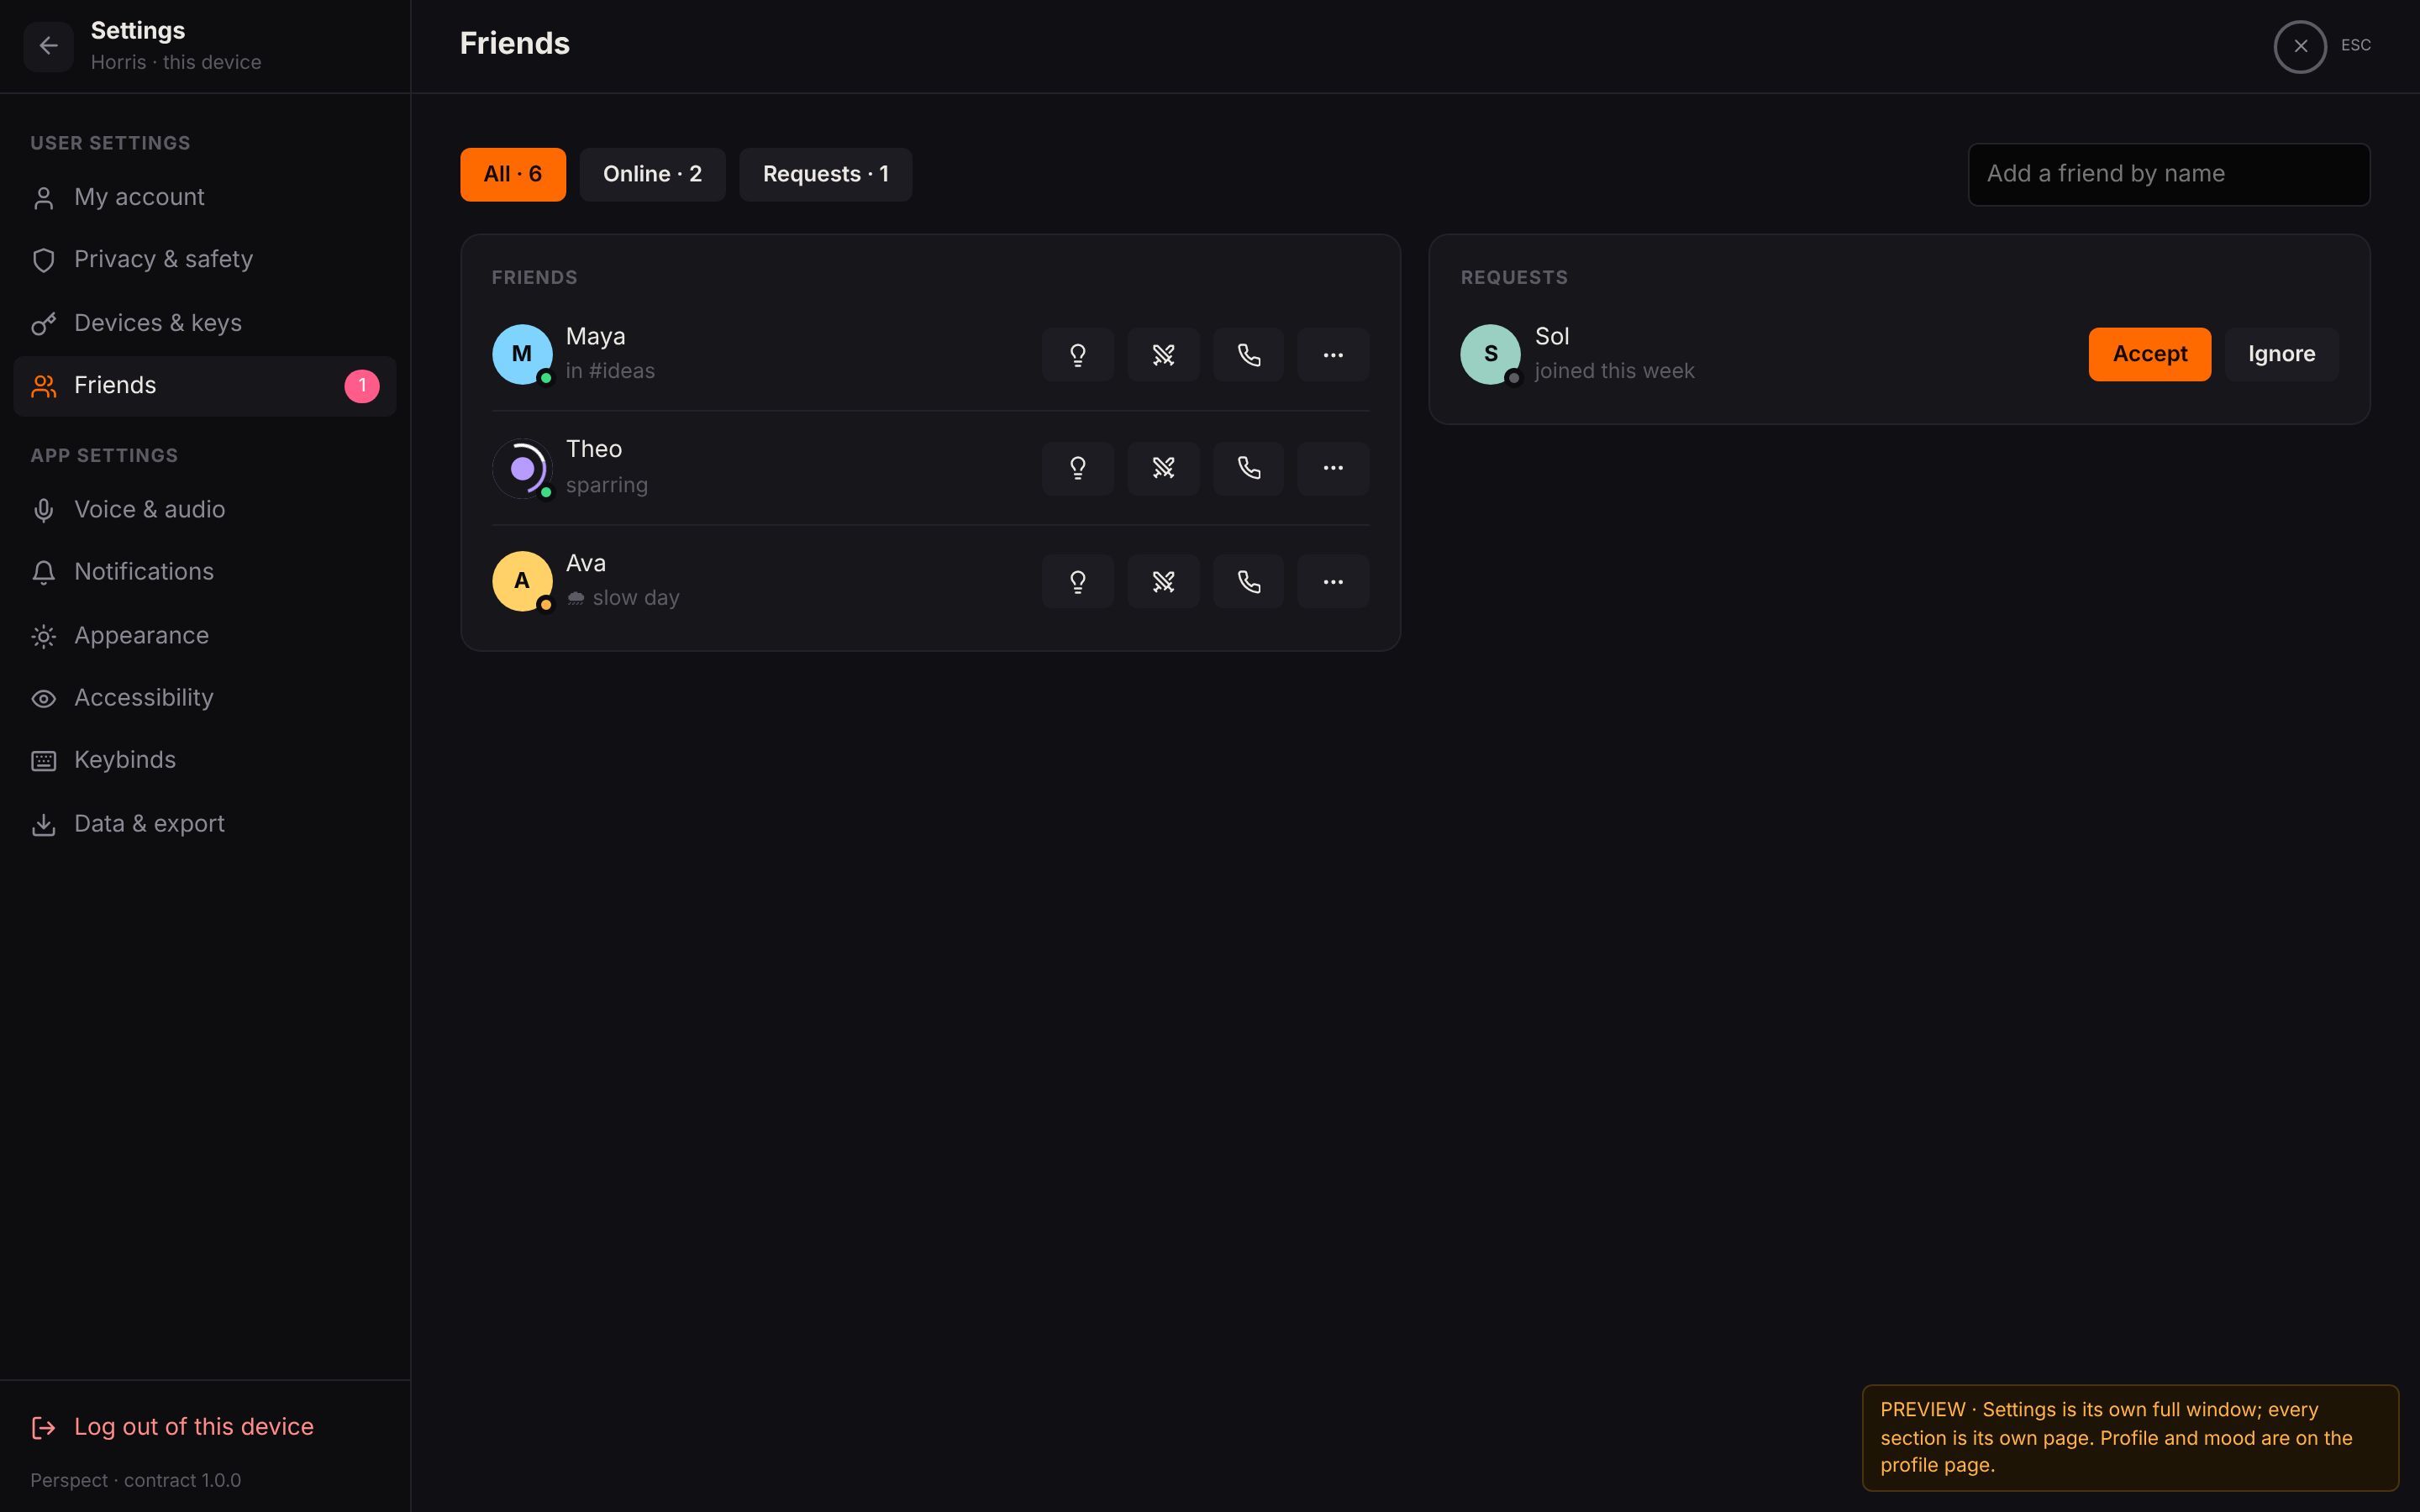 Settings
Horris · this device
USER SETTINGS
My account
Privacy & safety
Devices & keys
Friends
1
APP SETTINGS
Voice & audio
Notifications
Appearance
Accessibility
Keybinds
Data & export
Log out of this device
Perspect · contract 1.0.0
Friends
ESC
All · 6
Online · 2
Requests · 1
Add a friend by name
FRIENDS
M
Maya
in #ideas
Theo
sparring
A
Ava
🌧 slow day
REQUESTS
S
Sol
joined this week
Accept
Ignore
PREVIEW · Settings is its own full window; every
section is its own page. Profile and mood are on the
profile page.